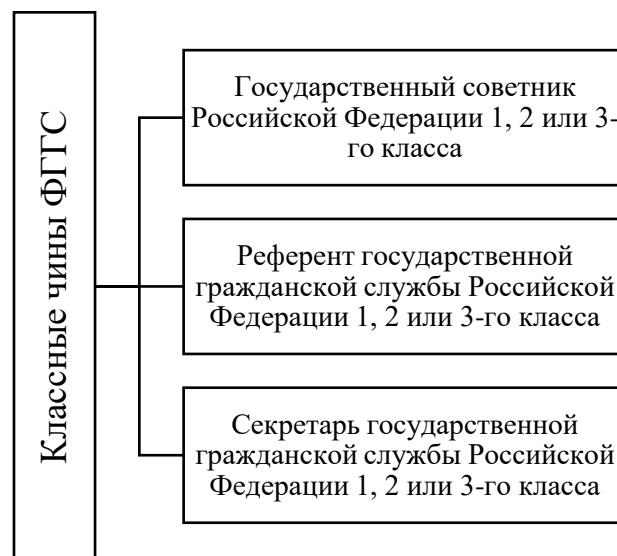 Классные чины ФГГС
Государственный советник
Российской Федерации 1, 2 или 3-
го класса
Референт государственной
гражданской службы Российской
Федерации 1, 2 или 3-го класса
Секретарь государственной
гражданской службы Российской
Федерации 1, 2 или 3-го класса